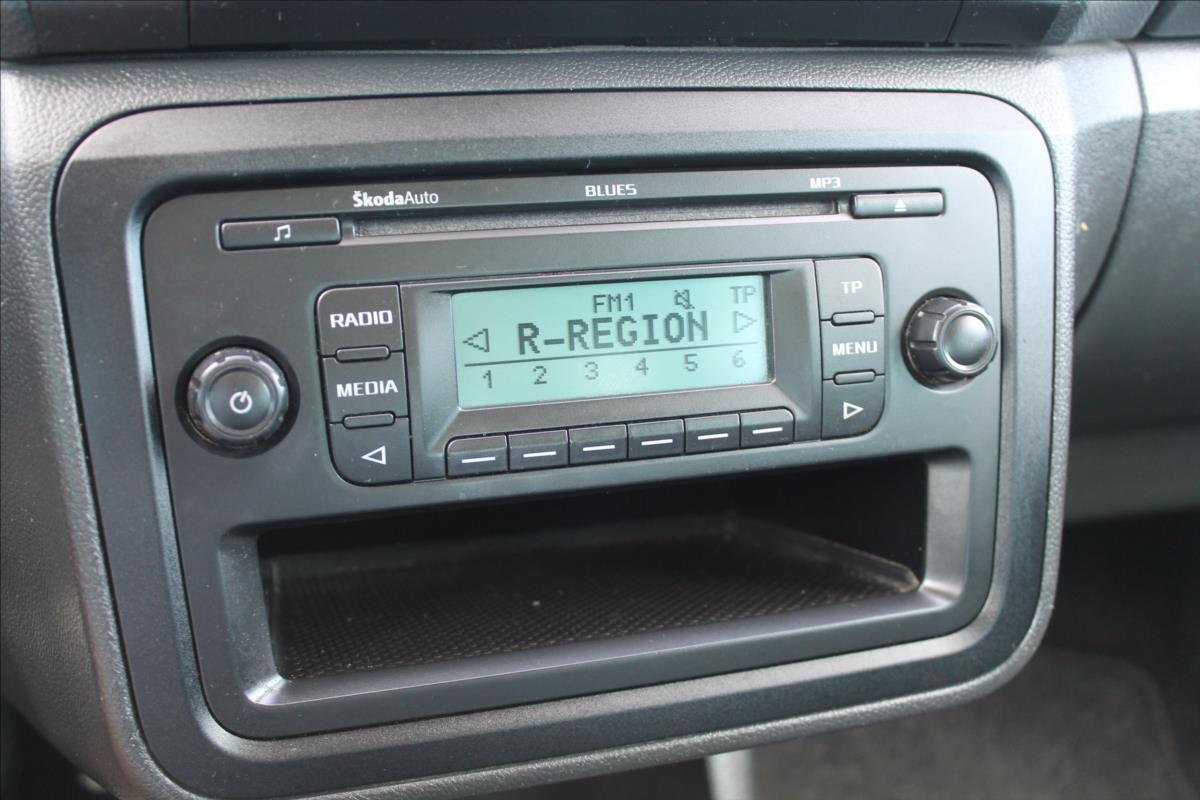 ŠkodaAuto
BLUES
MP3
RADIO
MEDIA
FM1
TP
R-REGION
1 2 3 4 5 6
TP
MENU